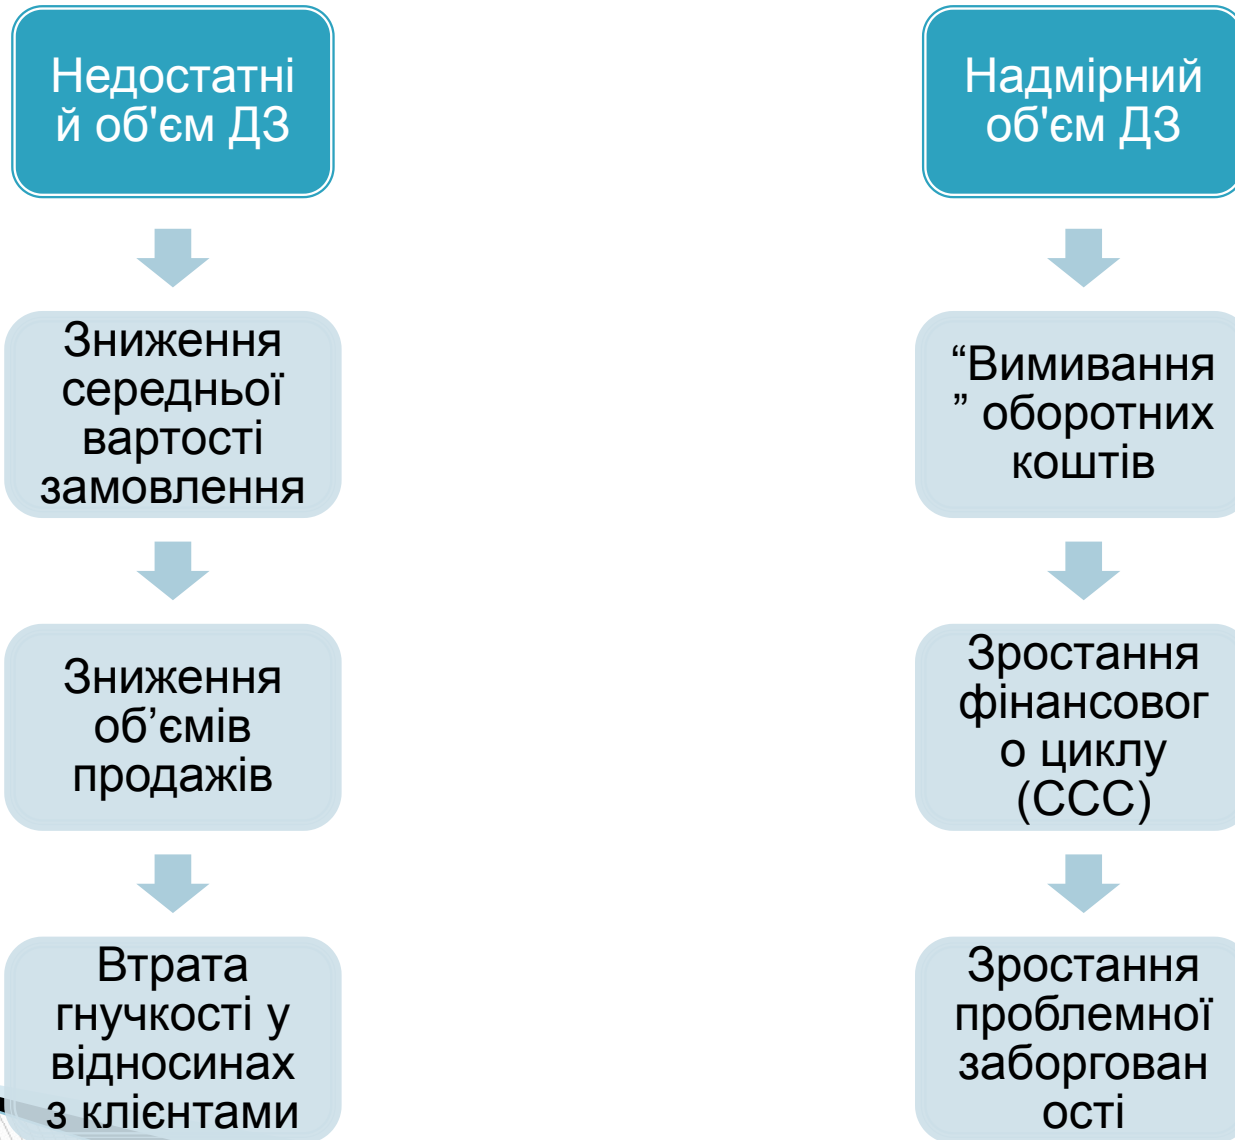 Недостатні
й об'єм ДЗ
Зниження
середньої
вартості
замовлення
Зниження
об’ємів
продажів
Втрата
гнучкості у
відносинах
з клієнтами
Надмірний
об'єм ДЗ
“Вимивання
” оборотних
коштів
Зростання
фінансовог
о циклу
(ССС)
Зростання
проблемної
заборгован
ості